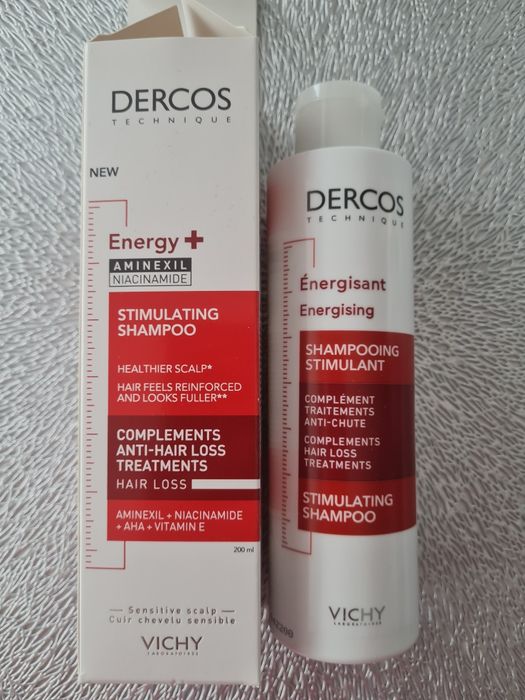 DERCOS
TECHNIQUE
NEW
Energy +
AMINEXIL
NIACINAMIDE
STIMULATING
SHAMPOO
HEALTHIER SCALP*
HAIR FEELS REINFORCED
AND LOOKS FULLER**
COMPLEMENTS
ANTI-HAIR LOSS
TREATMENTS
HAIR LOSS
AMINEXIL + NIACINAMIDE
+ AHA + VITAMIN E
200 ml
Sensitive scalp
Cuir chevelu sensible
VICHY
LABORATOIRES
DERCOS
TECHNIQUE
Énergisant
Energising
SHAMPOOING
STIMULANT
COMPLÉMENT
TRAITEMENTS
ANTI-CHUTE
COMPLEMENTS
HAIR LOSS
TREATMENTS
STIMULATING
SHAMPOO
VICHY
LABORATOIRES